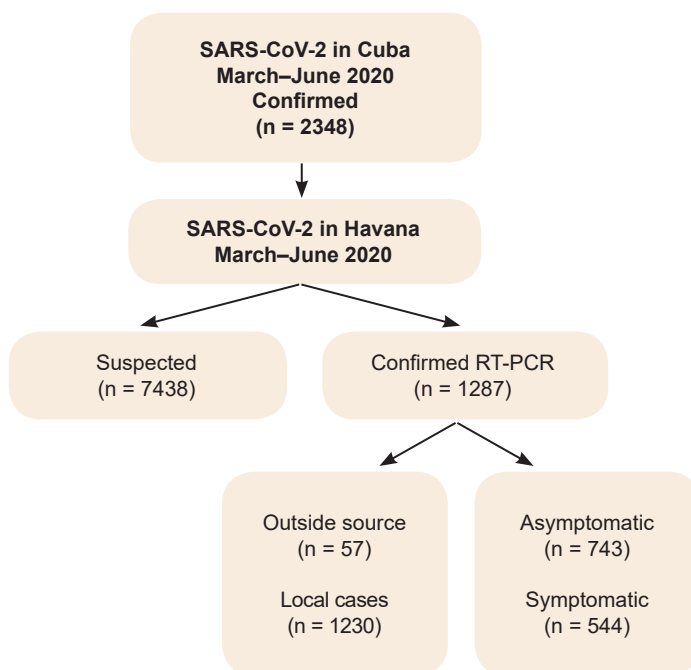 SARS-CoV-2 in Cuba
March–June 2020
Confirmed
(n = 2348)
SARS-CoV-2 in Havana
March–June 2020
Suspected
(n = 7438)
Confirmed RT-PCR
(n = 1287)
Outside source
(n = 57)
Local cases
(n = 1230)
Asymptomatic
(n = 743)
Symptomatic
(n = 544)